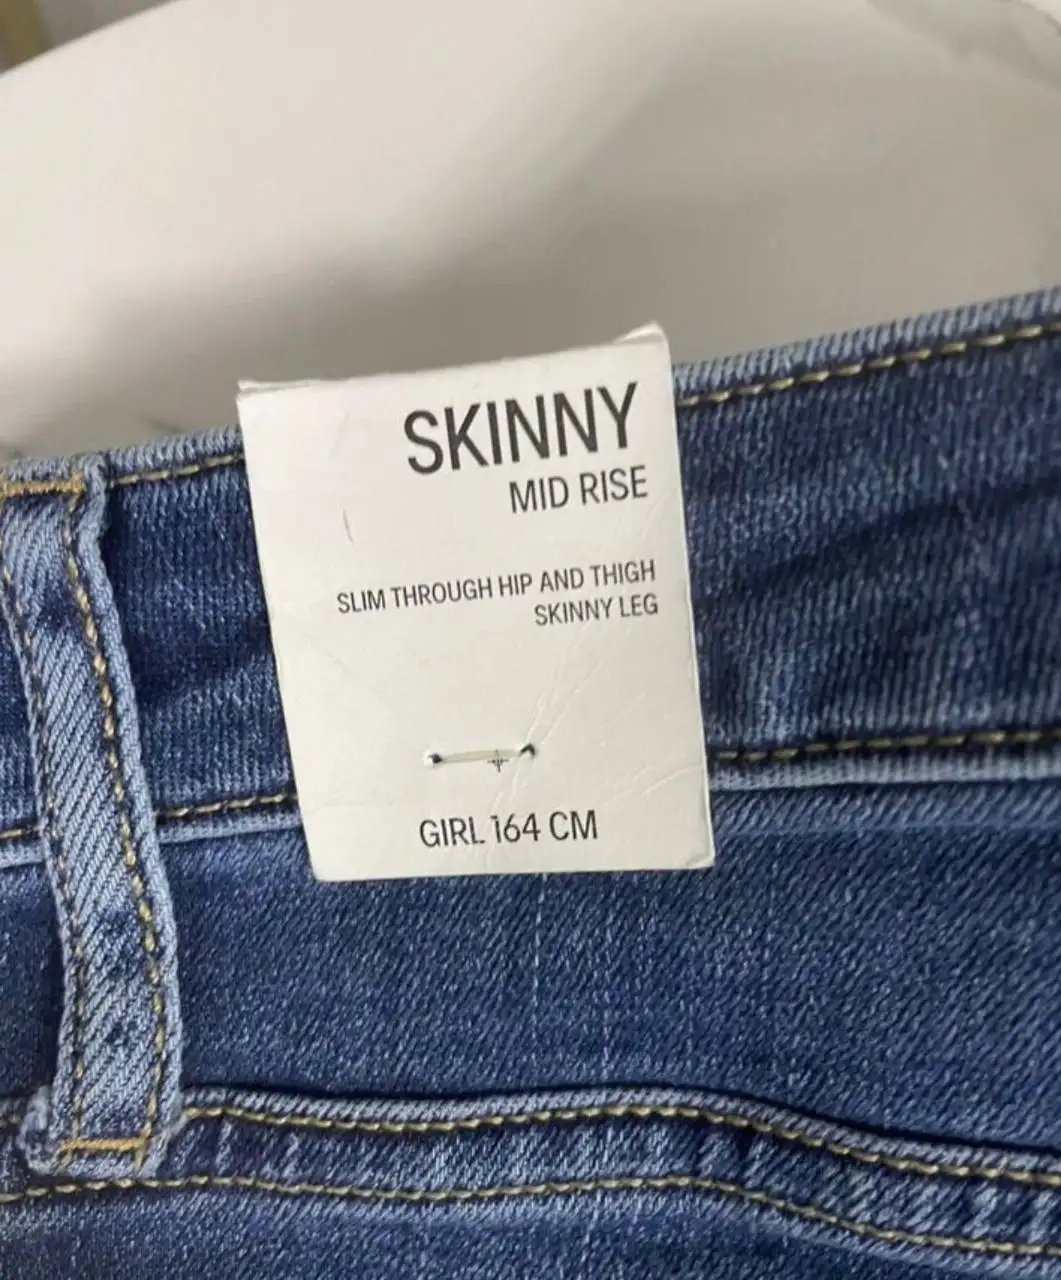 SKINNY
MID RISE
SLIM THROUGH HIP AND THIGH
SKINNY LEG
GIRL 164 CM